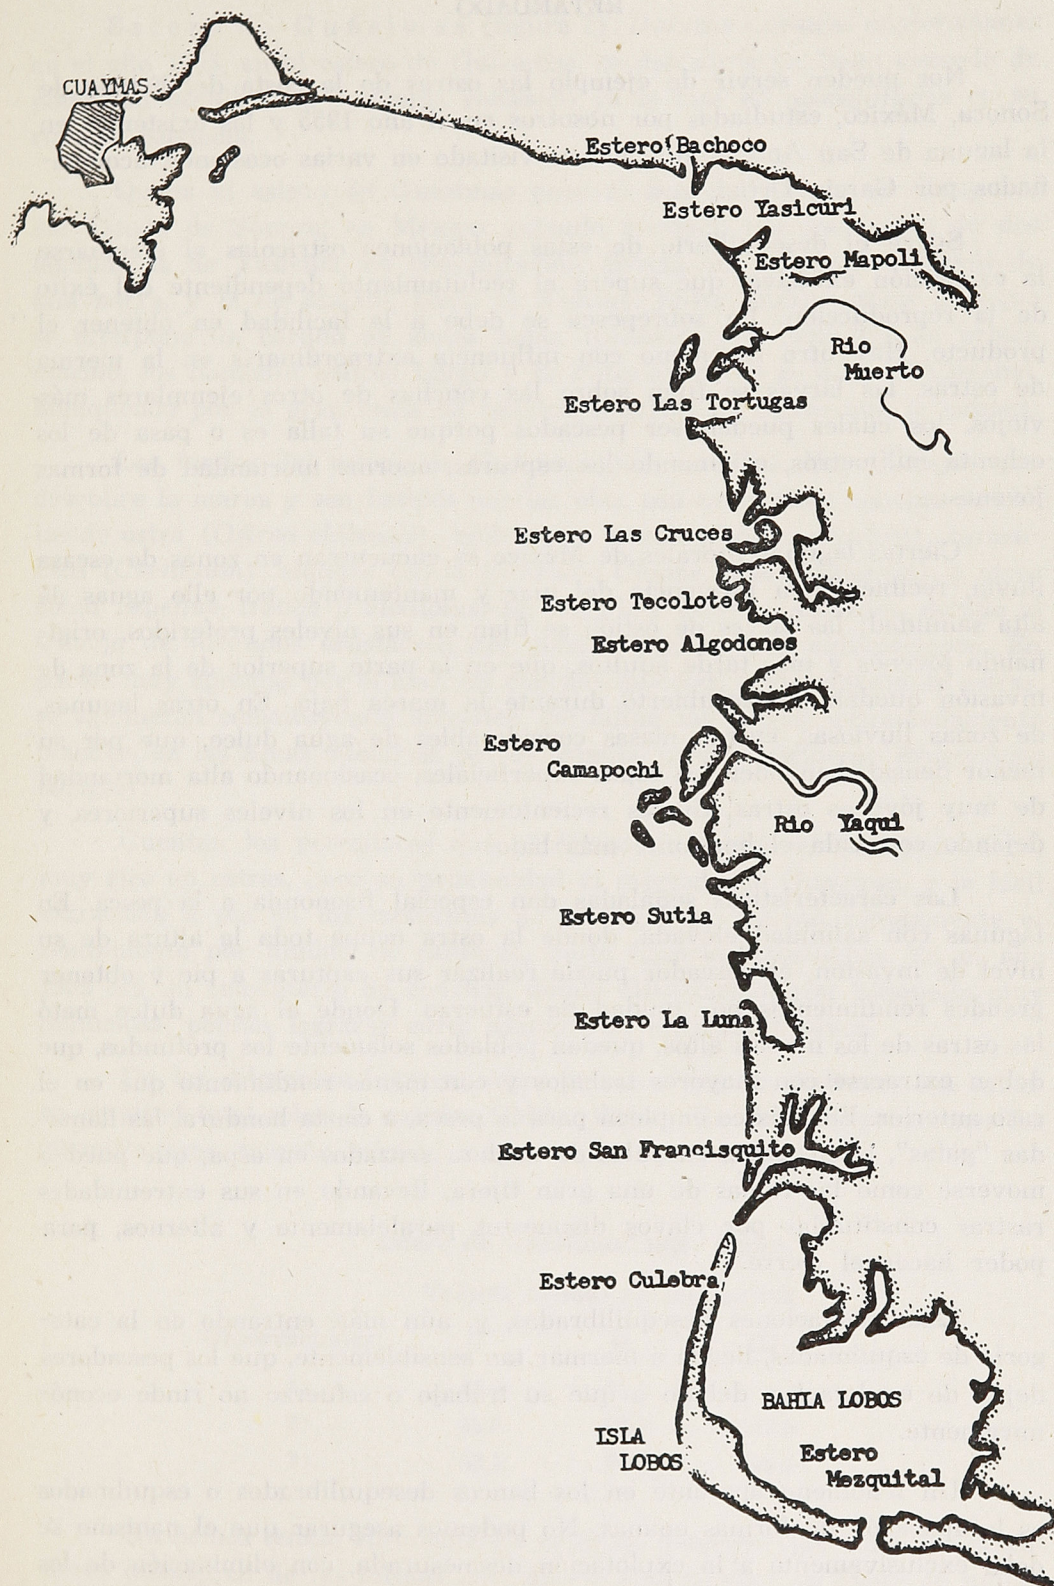 CUAYMAS
Estero Bachoco
Estero Yasicuri
Estero Mapoli
Rio
Muerto
Estero Las Tortugas
Estero Las Cruces
Estero Tecolote
Estero Algodones
Estero
Camapochi
Rio Yaqui
Estero Sutia
Estero La Luna
Estero San Francisquito
Estero Culebra
BAHIA LOBOS
ISLA
LOBOS
Estero
Mezquital